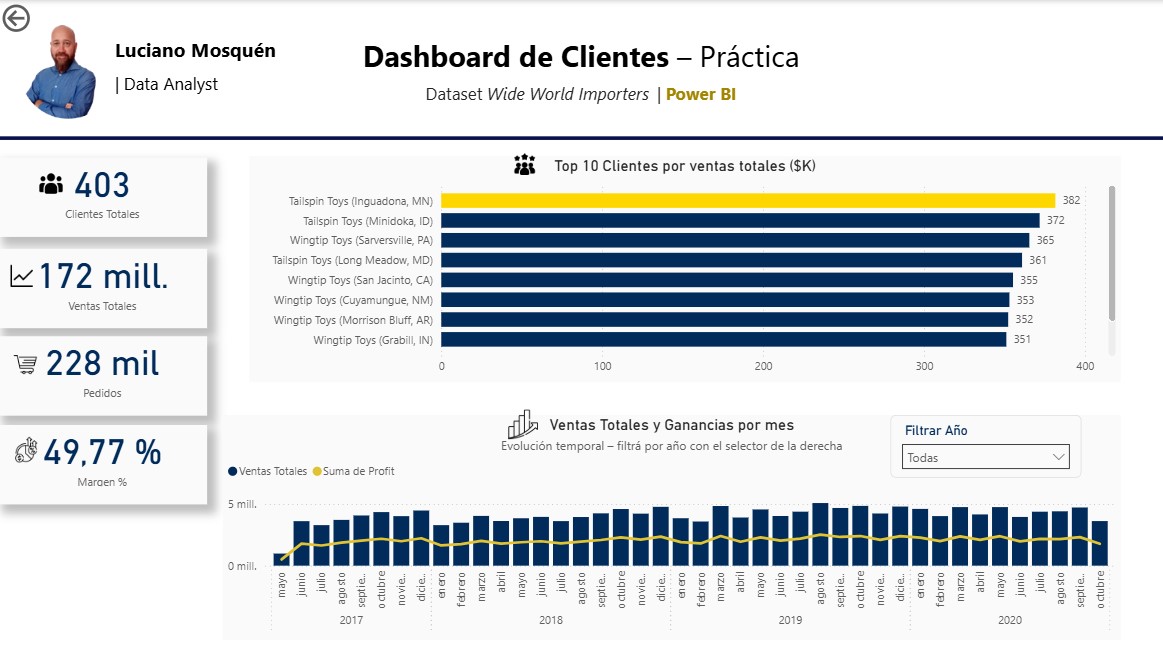 Luciano Mosquén
| Data Analyst
Dashboard de Clientes – Práctica
Dataset Wide World Importers | Power BI
403
Clientes Totales
172 mill.
Ventas Totales
228 mil
Pedidos
49,77 %
Margen %
Top 10 Clientes por ventas totales ($K)
Tailspin Toys (Inguadona, MN) 382
Tailspin Toys (Minidoka, ID) 372
Wingtip Toys (Sarversville, PA) 365
Tailspin Toys (Long Meadow, MD) 361
Wingtip Toys (San Jacinto, CA) 355
Wingtip Toys (Cuyamungue, NM) 353
Wingtip Toys (Morrison Bluff, AR) 352
Wingtip Toys (Grabill, IN) 351
0 100 200 300 400
Ventas Totales y Ganancias por mes
Evolución temporal – filtrá por año con el selector de la derecha
Filtrar Año
Todas
Ventas Totales Suma de Profit
5 mill.
0 mill.
mayo junio julio agosto septie... octubre novie... dicie... enero febrero marzo abril mayo junio julio agosto septie... octubre novie... dicie... enero febrero marzo abril mayo junio julio agosto septie... octubre novie... dicie... enero febrero marzo abril mayo junio julio agosto septie... octubre
2017 2018 2019 2020